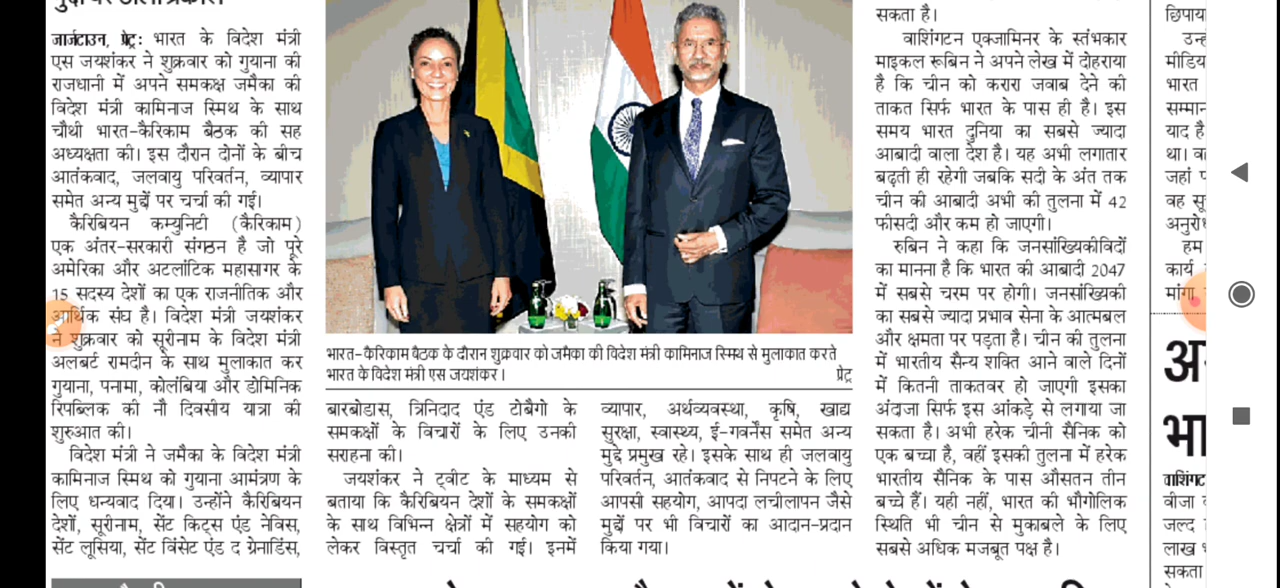 जार्जटाउन, प्रेट्र: भारत के विदेश मंत्री
एस जयशंकर ने शुक्रवार को गुयाना की
राजधानी में अपने समकक्ष जमैका की
विदेश मंत्री कामिनाज स्मिथ के साथ
चौथी भारत-कैरिकाम बैठक की सह
अध्यक्षता की। इस दौरान दोनों के बीच
आतंकवाद, जलवायु परिवर्तन, व्यापार
समेत अन्य मुद्दों पर चर्चा की गई।
कैरिबियन कम्युनिटी (कैरिकाम)
एक अंतर-सरकारी संगठन है जो पूरे
अमेरिका और अटलांटिक महासागर के
15 सदस्य देशों का एक राजनीतिक और
आर्थिक संघ है। विदेश मंत्री जयशंकर
ने शुक्रवार को सूरीनाम के विदेश मंत्री
अलबर्ट रामदीन के साथ मुलाकात कर
गुयाना, पनामा, कोलंबिया और डोमिनिक
रिपब्लिक की नौ दिवसीय यात्रा की
शुरुआत की।
विदेश मंत्री ने जमैका के विदेश मंत्री
कामिनाज स्मिथ को गुयाना आमंत्रण के
लिए धन्यवाद दिया। उन्होंने कैरिबियन
देशों, सूरीनाम, सेंट किट्स एंड नेविस,
सेंट लूसिया, सेंट विंसेट एंड द ग्रेनाडिंस,
भारत-कैरिकाम बैठक के दौरान शुक्रवार को जमैका की विदेश मंत्री कामिनाज स्मिथ से मुलाकात करते
भारत के विदेश मंत्री एस जयशंकर। प्रेट्र
बारबोडास, त्रिनिदाद एंड टोबैगो के
समकक्षों के विचारों के लिए उनकी
सराहना की।
जयशंकर ने ट्वीट के माध्यम से
बताया कि कैरिबियन देशों के समकक्षों
के साथ विभिन्न क्षेत्रों में सहयोग को
लेकर विस्तृत चर्चा की गई। इनमें
व्यापार, अर्थव्यवस्था, कृषि, खाद्य
सुरक्षा, स्वास्थ्य, ई-गवर्नेंस समेत अन्य
मुद्दे प्रमुख रहे। इसके साथ ही जलवायु
परिवर्तन, आतंकवाद से निपटने के लिए
आपसी सहयोग, आपदा लचीलापन जैसे
मुद्दों पर भी विचारों का आदान-प्रदान
किया गया।
सकता है।
वाशिंगटन एक्जामिनर के स्तंभकार
माइकल रूबिन ने अपने लेख में दोहराया
है कि चीन को करारा जवाब देने की
ताकत सिर्फ भारत के पास ही है। इस
समय भारत दुनिया का सबसे ज्यादा
आबादी वाला देश है। यह अभी लगातार
बढ़ती ही रहेगी जबकि सदी के अंत तक
चीन की आबादी अभी की तुलना में 42
फीसदी और कम हो जाएगी।
रुबिन ने कहा कि जनसांख्यिकीविदों
का मानना है कि भारत की आबादी 2047
में सबसे चरम पर होगी। जनसांख्यिकी
का सबसे ज्यादा प्रभाव सेना के आत्मबल
और क्षमता पर पड़ता है। चीन की तुलना
में भारतीय सैन्य शक्ति आने वाले दिनों
में कितनी ताकतवर हो जाएगी इसका
अंदाजा सिर्फ इस आंकड़े से लगाया जा
सकता है। अभी हरेक चीनी सैनिक को
एक बच्चा है, वहीं इसकी तुलना में हरेक
भारतीय सैनिक के पास औसतन तीन
बच्चे हैं। यही नहीं, भारत की भौगोलिक
स्थिति भी चीन से मुकाबले के लिए
सबसे अधिक मजबूत पक्ष है।
छिपाया
भारत
याद है
था। 
जहां
वह
हम
कार्य
वीजा
जल्द
लाख
सकता